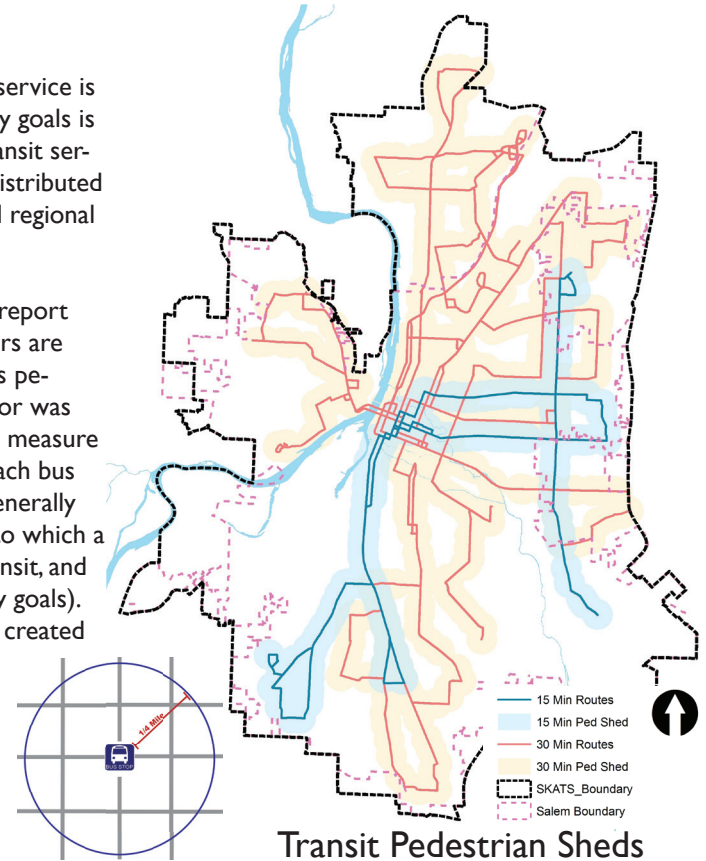 service is
y goals is
ansit ser-
istributed
l regional
report
rs are
s pe-
or was
measure
ach bus
enerally
o which a
nsit, and
y goals).
created
1/4 Mile
BUS STOP
15 Min Routes
15 Min Ped Shed
30 Min Routes
30 Min Ped Shed
SKATS_Boundary
Salem Boundary
Transit Pedestrian Sheds